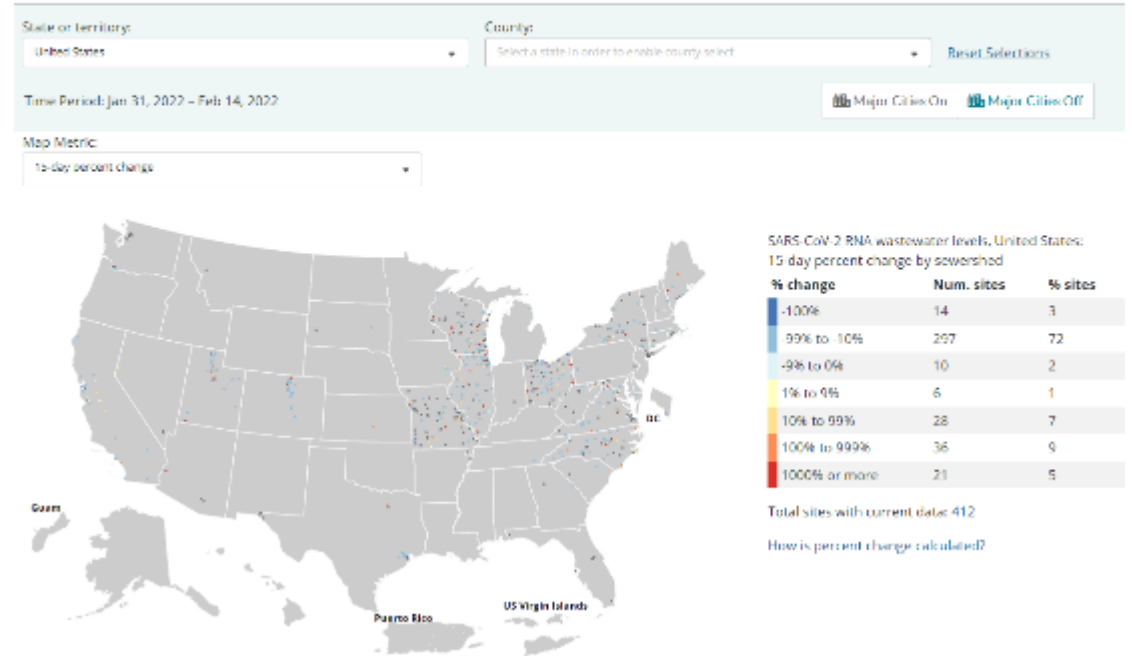 State or territory:
County:
United States
Select a state in order to enable county select
Reset Selections
Time Period: Jan 31, 2022 – Feb 14, 2022
Major Cities On
Major Cities Off
Map Metric:
15-day percent change
SARS-CoV-2 RNA wastewater levels, United States:
15-day percent change by sewershed
% change Num. sites % sites
-100% 14 3
-99% to -10% 297 72
-9% to 0% 10 2
1% to 9% 6 1
10% to 99% 28 7
100% to 999% 36 9
1000% or more 21 5
Total sites with current data: 412
How is percent change calculated?
DC
Guam
Puerto Rico
US Virgin Islands